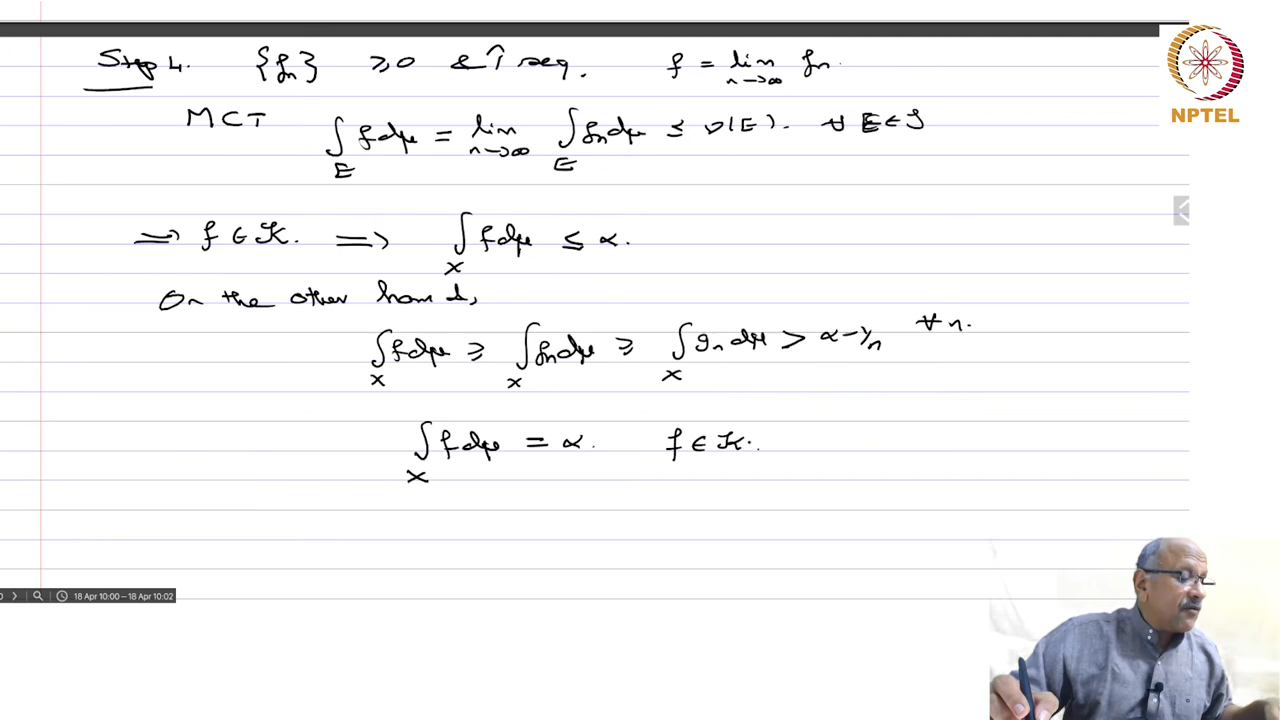 Step 4. {fₙ} ≥0 & ↑ seq. f = lim_{n→∞} fₙ.
MCT ∫_E f dμ = lim_{n→∞} ∫_E fₙ dμ ≤ ν(E). ∀ E ∈ S
⇒ f ∈ K. ⇒ ∫_X f dμ ≤ α.
On the other hand,
∫_X f dμ ≥ ∫_X fₙ dμ ≥ ∫_X gₙ dμ > α - 1/n ∀ n.
∫_X f dμ = α. f ∈ K.
NPTEL
18 Apr 10:00 – 18 Apr 10:02